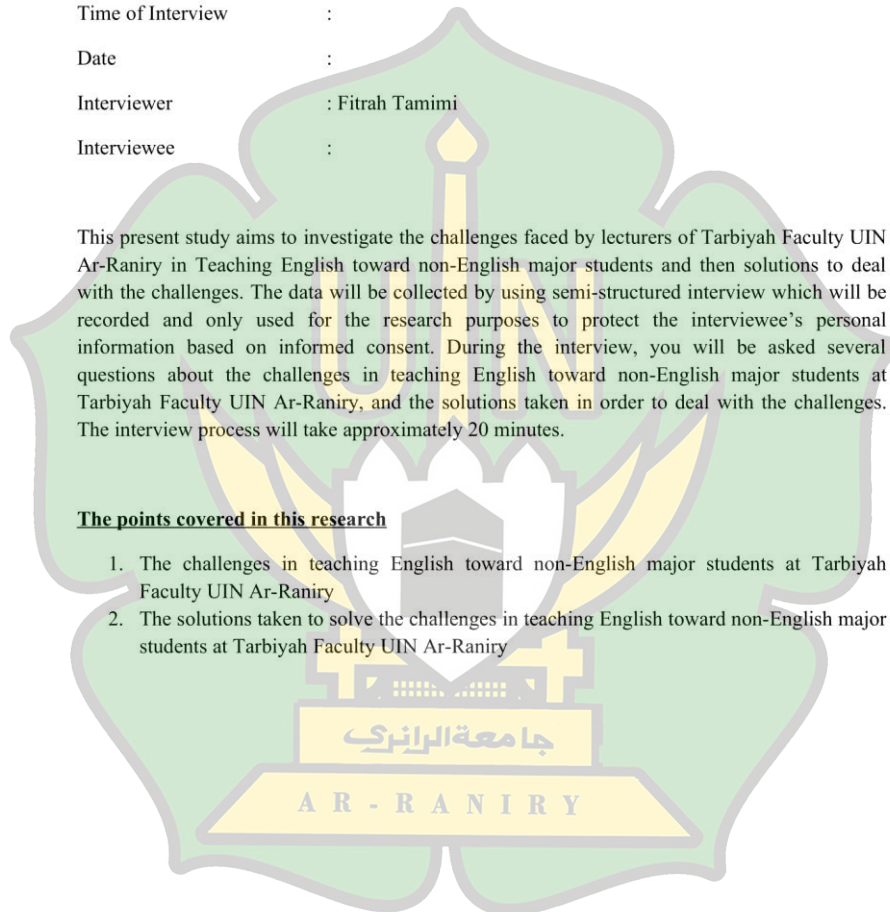 Time of Interview :
Date :
Interviewer : Fitrah Tamimi
Interviewee :
This present study aims to investigate the challenges faced by lecturers of Tarbiyah Faculty UIN
Ar-Raniry in Teaching English toward non-English major students and then solutions to deal
with the challenges. The data will be collected by using semi-structured interview which will be
recorded and only used for the research purposes to protect the interviewee's personal
information based on informed consent. During the interview, you will be asked several
questions about the challenges in teaching English toward non-English major students at
Tarbiyah Faculty UIN Ar-Raniry, and the solutions taken in order to deal with the challenges.
The interview process will take approximately 20 minutes.
The points covered in this research
1. The challenges in teaching English toward non-English major students at Tarbiyah
Faculty UIN Ar-Raniry
2. The solutions taken to solve the challenges in teaching English toward non-English major
students at Tarbiyah Faculty UIN Ar-Raniry
UIN
جامعة الرانري
AR-RANIRY